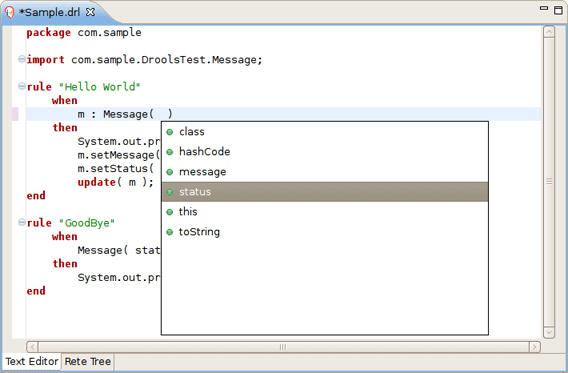 *Sample.drl
package com.sample
import com.sample.DroolsTest.Message;
rule "Hello World"
when
m : Message(  )
then
System.out.pr
m.setMessage(
m.setStatus(
update( m );
end
rule "GoodBye"
when
Message( stat
then
System.out.pr
end
class
hashCode
message
status
this
toString
Text Editor
Rete Tree